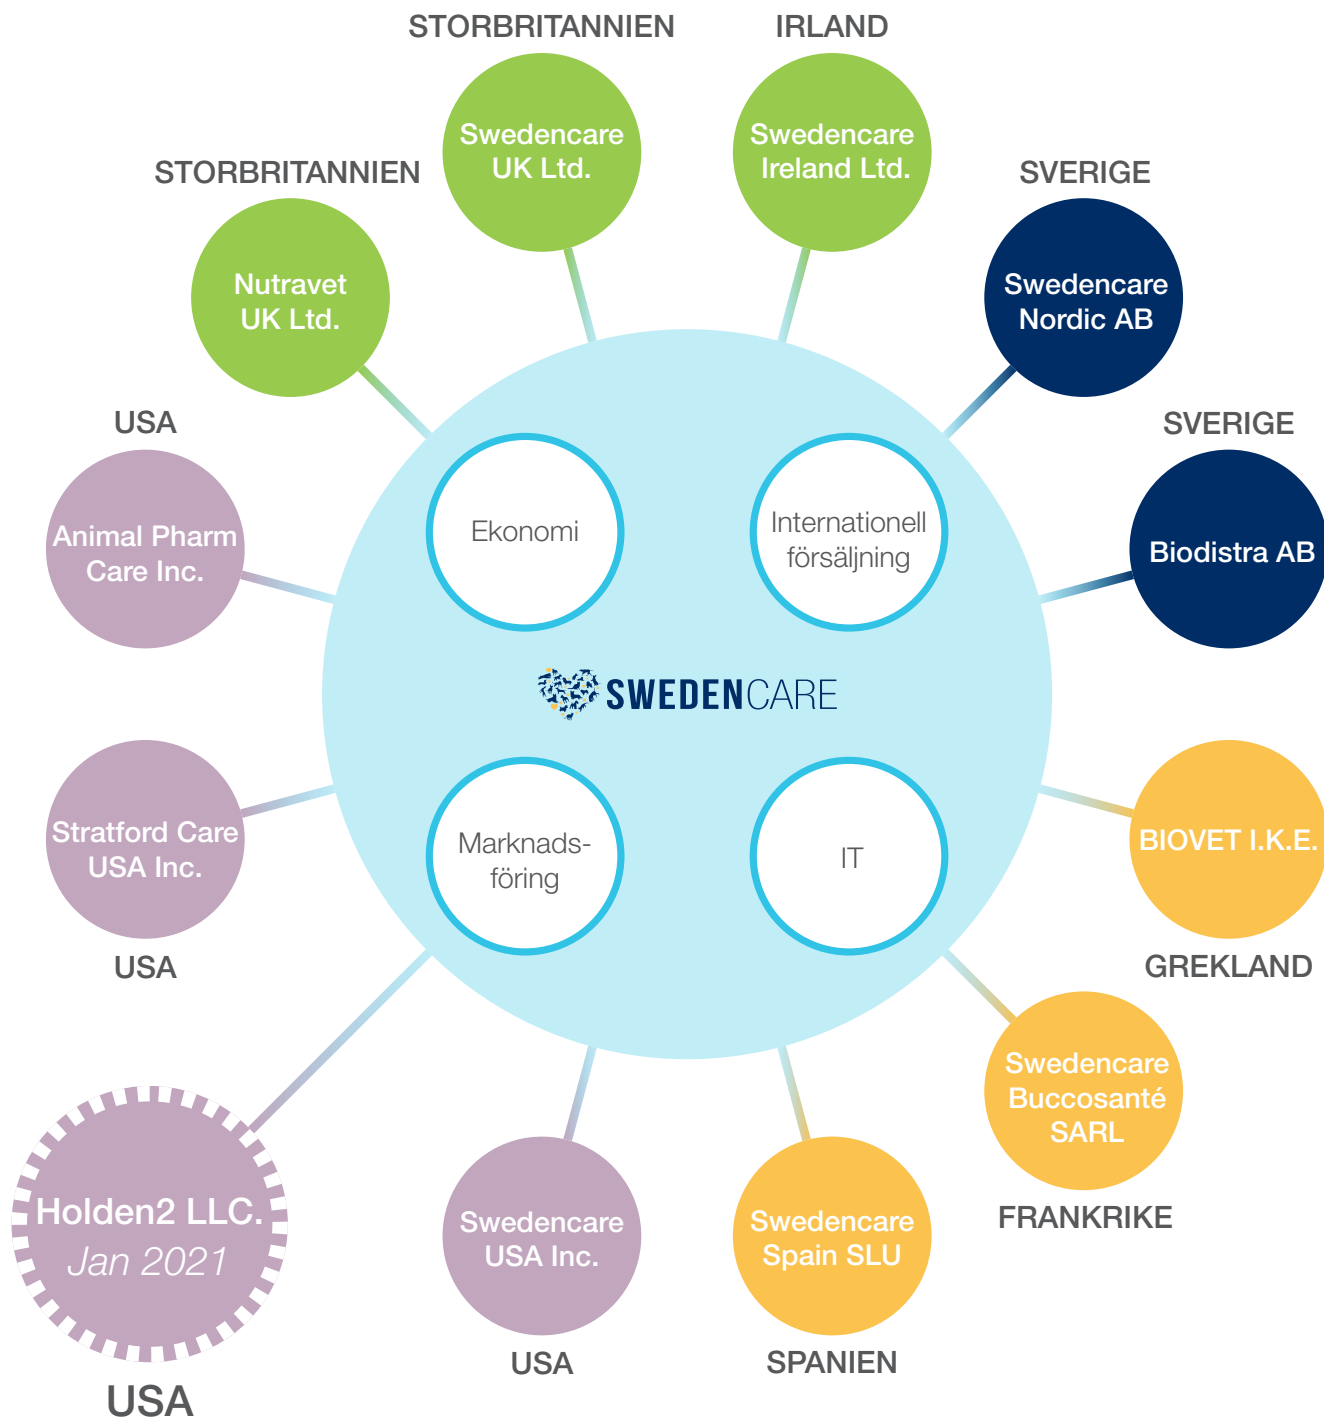 STORBRITANNIEN
Swedencare
UK Ltd.
IRLAND
Swedencare
Ireland Ltd.
STORBRITANNIEN
Nutravet
UK Ltd.
SVERIGE
Swedencare
Nordic AB
USA
Animal Pharm
Care Inc.
SVERIGE
Biodistra AB
Ekonomi
Internationell
försäljning
SWEDENCARE
Marknads-
föring
IT
Stratford Care
USA Inc.
USA
BIOVET I.K.E.
GREKLAND
Swedencare
Buccosanté
SARL
FRANKRIKE
Holden2 LLC.
Jan 2021
USA
Swedencare
USA Inc.
USA
Swedencare
Spain SLU
SPANIEN